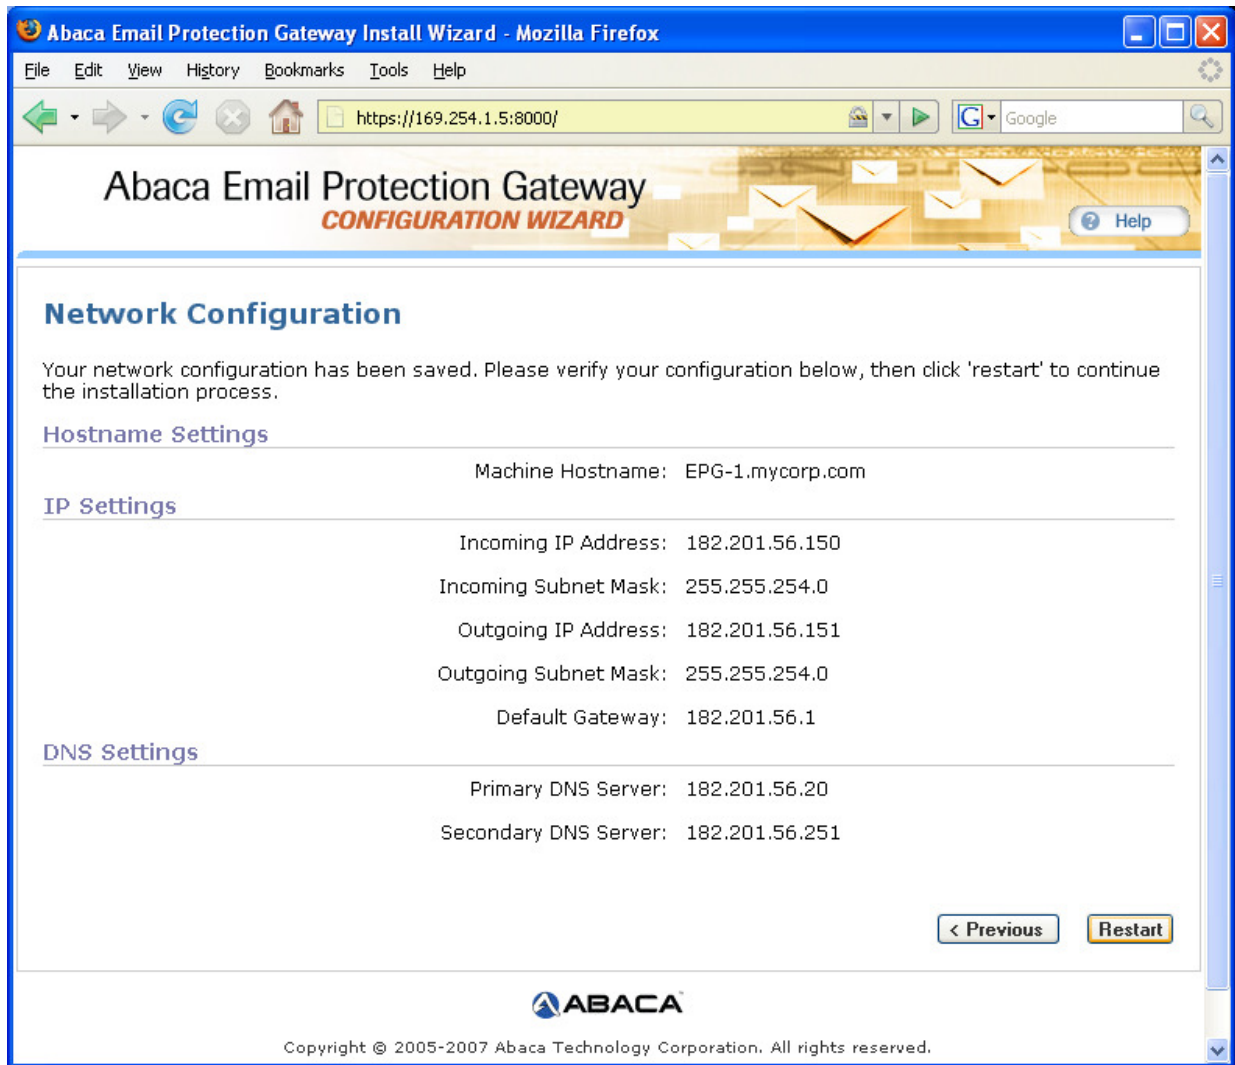 Abaca Email Protection Gateway Install Wizard - Mozilla Firefox
File Edit View History Bookmarks Tools Help
https://169.254.1.5:8000/ G Google
Abaca Email Protection Gateway
CONFIGURATION WIZARD
? Help
Network Configuration
Your network configuration has been saved. Please verify your configuration below, then click 'restart' to continue
the installation process.
Hostname Settings
Machine Hostname: EPG-1.mycorp.com
IP Settings
Incoming IP Address: 182.201.56.150
Incoming Subnet Mask: 255.255.254.0
Outgoing IP Address: 182.201.56.151
Outgoing Subnet Mask: 255.255.254.0
Default Gateway: 182.201.56.1
DNS Settings
Primary DNS Server: 182.201.56.20
Secondary DNS Server: 182.201.56.251
< Previous Restart
ABACA
Copyright © 2005-2007 Abaca Technology Corporation. All rights reserved.